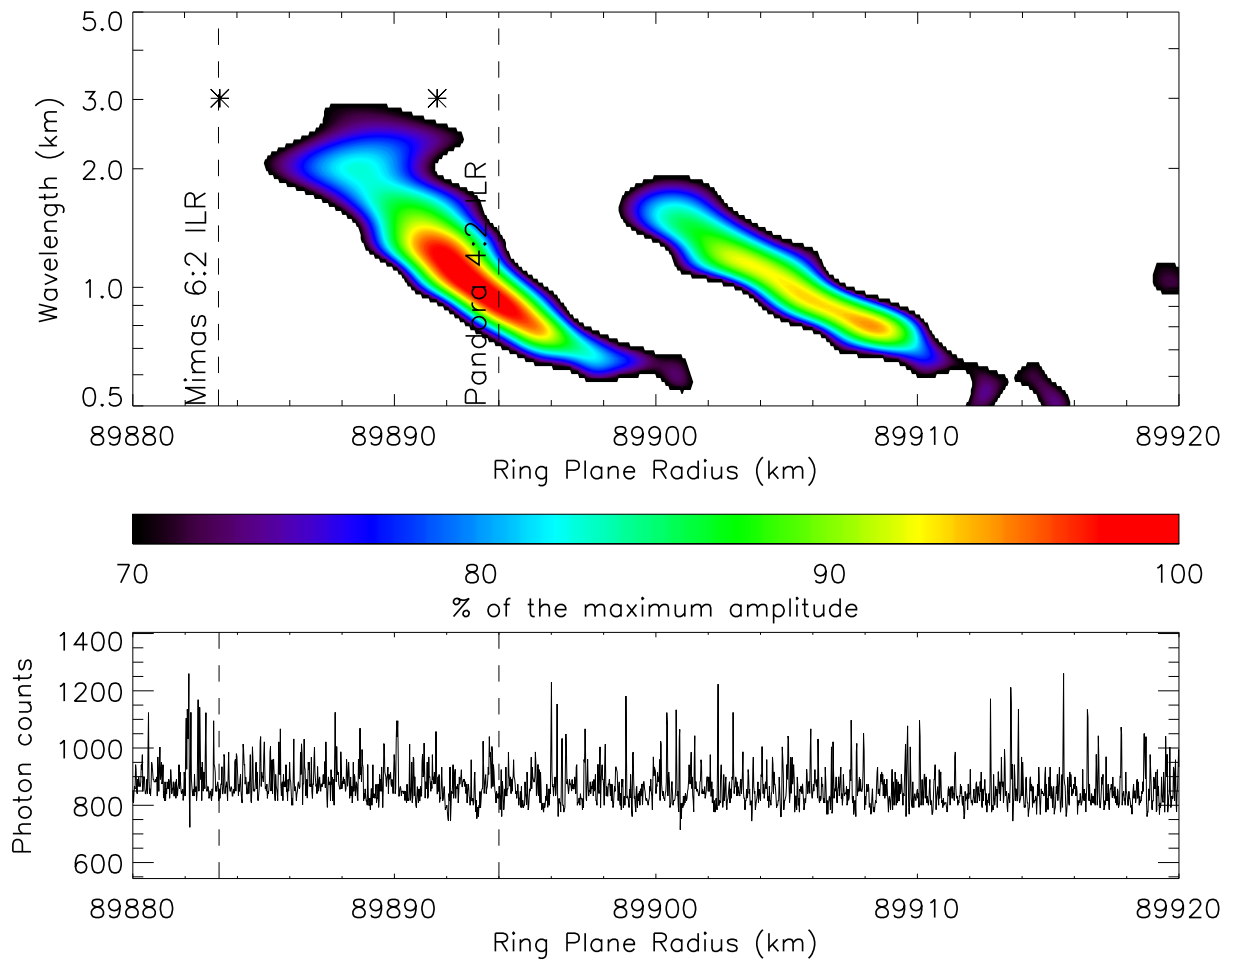 5.0
3.0
2.0
1.0
0.5
Wavelength (km)
Mimas 6:2 ILR
Pandora 4:2 ILR
89880 89890 89900 89910 89920
Ring Plane Radius (km)
70 80 90 100
% of the maximum amplitude
1400
1200
1000
800
600
Photon counts
89880 89890 89900 89910 89920
Ring Plane Radius (km)